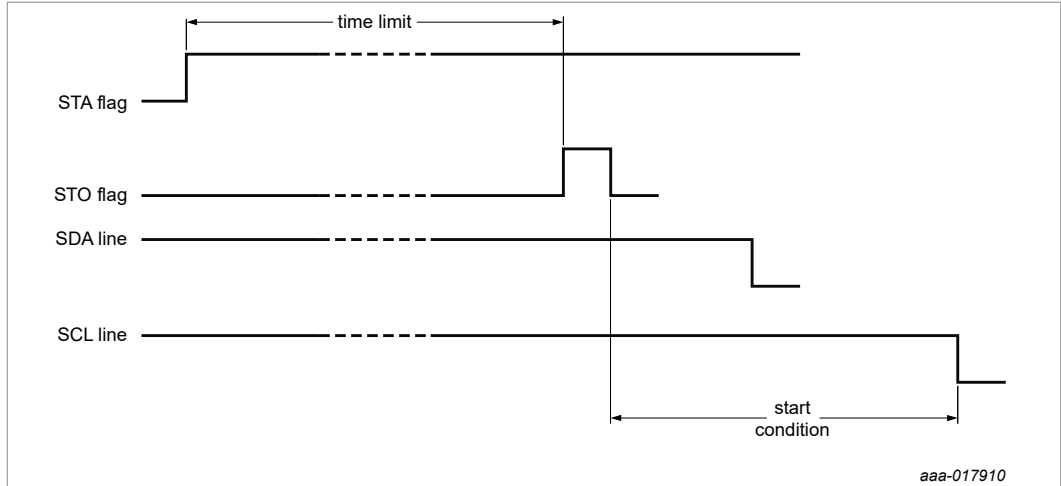 time limit
STA flag
STO flag
SDA line
SCL line
start
condition
aaa-017910